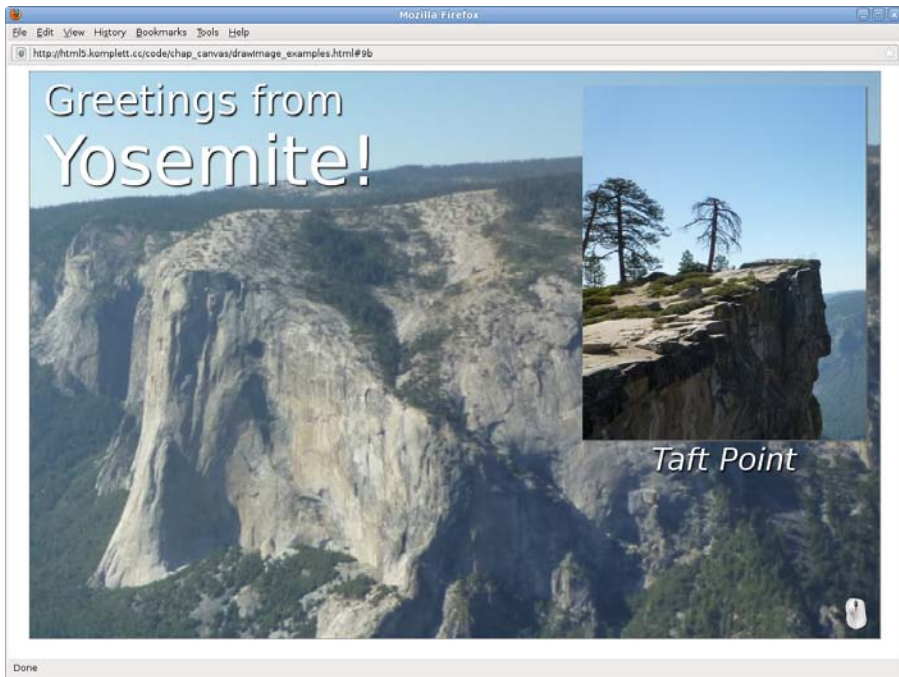 Mozilla Firefox
File Edit View History Bookmarks Tools Help
http://html5.komplett.cc/code/chap_canvas/drawimage_examples.html#9b
Greetings from
Yosemite!
Taft Point
Done